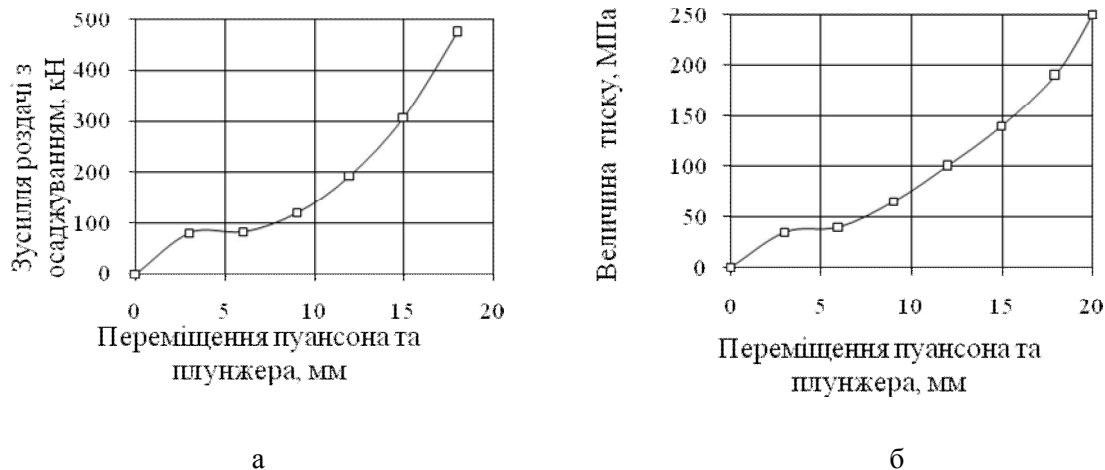 Зусилля роздачі з
осаджуванням, кН
500
400
300
200
100
0
0 5 10 15 20
Переміщення пуансона та
плунжера, мм
а
Величина тиску, МПа
250
200
150
100
50
0
0 5 10 15 20
Переміщення пуансона та
плунжера, мм
б